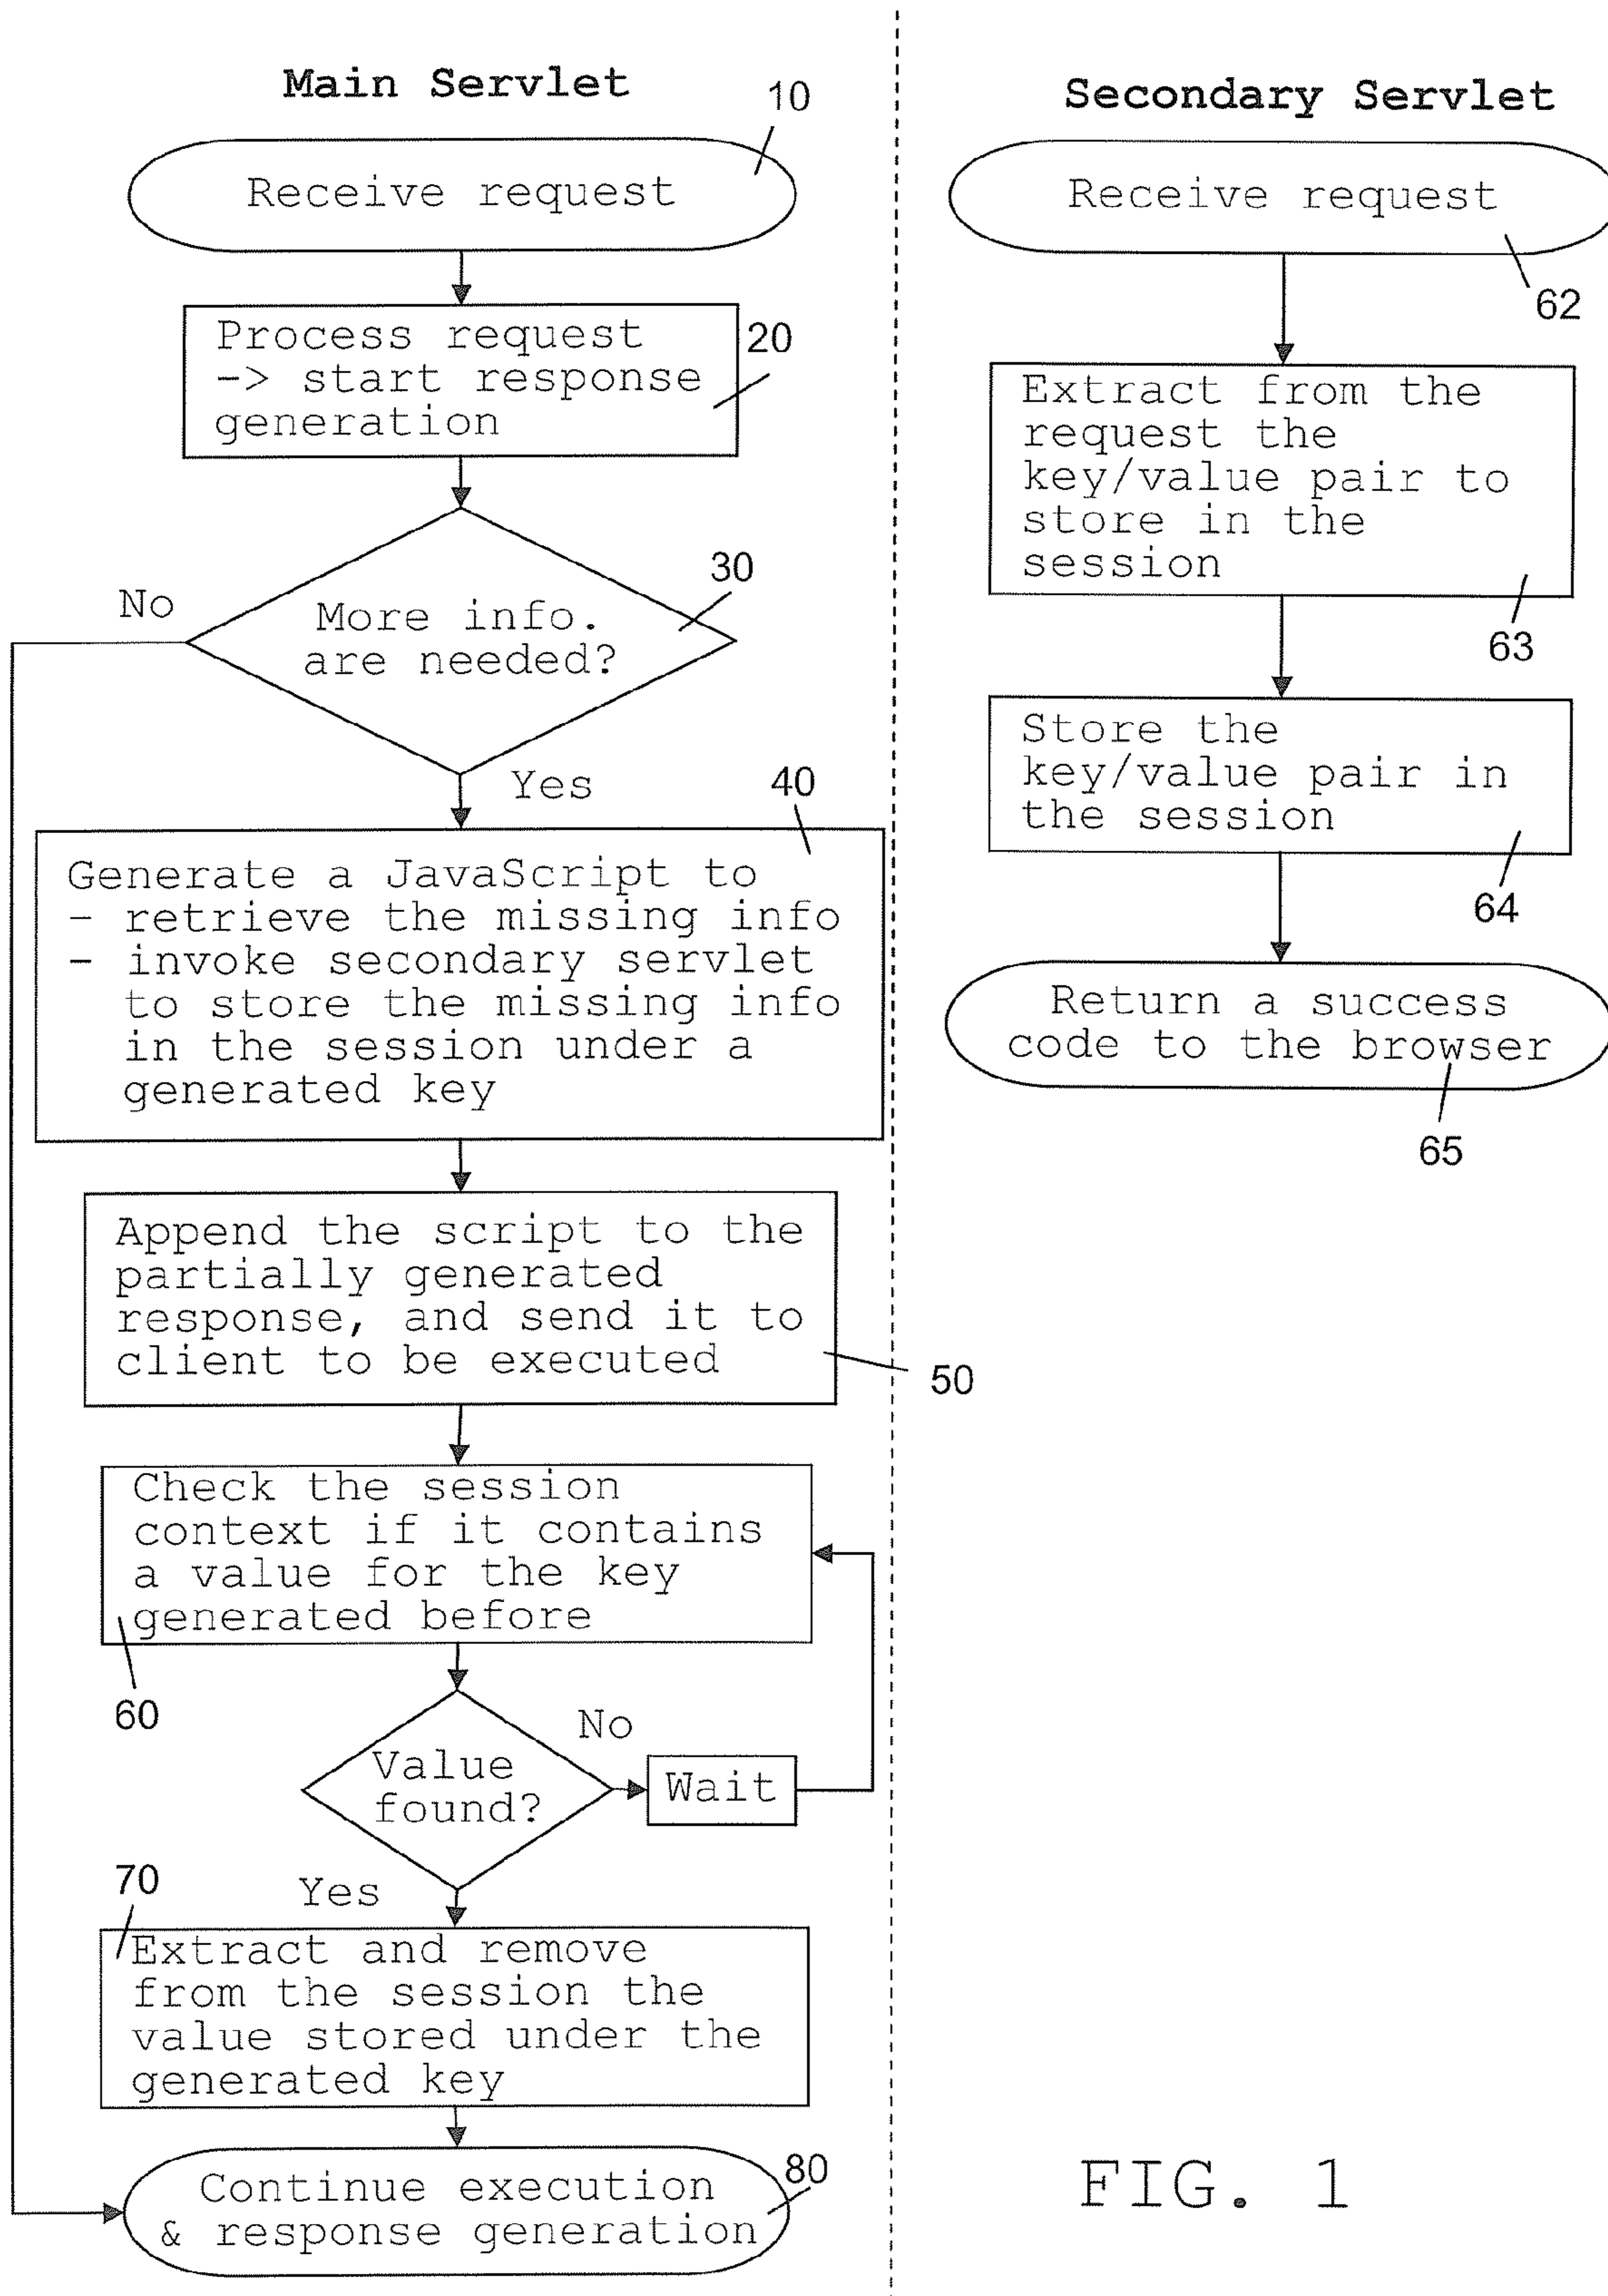 Main Servlet
10
Receive request
Process request
-> start response
generation
20
More info.
are needed?
30
No
Yes
40
Generate a JavaScript to
- retrieve the missing info
- invoke secondary servlet
to store the missing info
in the session under a
generated key
Append the script to the
partially generated
response, and send it to
client to be executed
50
Check the session
context if it contains
a value for the key
generated before
60
Value
found?
No
Wait
Yes
70
Extract and remove
from the session the
value stored under the
generated key
Continue execution
& response generation
80
Secondary Servlet
Receive request
62
Extract from the
request the
key/value pair to
store in the
session
63
Store the
key/value pair in
the session
64
Return a success
code to the browser
65
FIG. 1